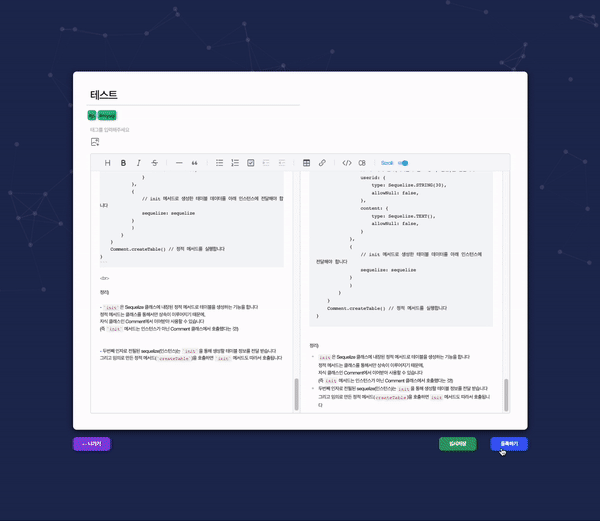 테스트
태그를 입력해주세요
H B I S
Scroll
}
},
{
// init 메서드로 생성한 테이블 데이터를 아래 인스턴스에 전달해야 합
니다
sequelize: sequelize
}
)
}
}
Comment.createTable() // 정적 메서드를 실행합니다
}
```
<br>
정리)
- `init`은 Sequelize 클래스에 내장된 정적 메서드로 테이블을 생성하는 기능을 합니다
정적 메서드는 클래스를 통해서만 상속이 이루어지기 때문에,
자식 클래스인 Comment에서 이어받아 사용할 수 있습니다
(즉 `init` 메서드는 인스턴스가 아닌 Comment 클래스에서 호출했다는 것!)
- 두번째 인자로 전달된 sequelize(인스턴스)는 `init`을 통해 생성할 테이블 정보를 전달 받습니다
그리고 임의로 만든 정적 메서드(`createTable`)을 호출하면 `init` 메서드도 따라서 호출됩니다
userid: {
type: Sequelize.STRING(30),
allowNull: false,
},
content: {
type: Sequelize.TEXT(),
allowNull: false,
}
},
{
// init 메서드로 생성한 테이블 데이터를 아래 인스턴스에
전달해야 합니다
sequelize: sequelize
}
)
}
}
Comment.createTable() // 정적 메서드를 실행합니다
}
정리)
init은 Sequelize 클래스에 내장된 정적 메서드로 테이블을 생성하는 기능을 합니다
정적 메서드는 클래스를 통해서만 상속이 이루어지기 때문에,
자식 클래스인 Comment에서 이어받아 사용할 수 있습니다
(즉 init 메서드는 인스턴스가 아닌 Comment 클래스에서 호출했다는 것!)
두번째 인자로 전달된 sequelize(인스턴스)는 init을 통해 생성할 테이블 정보를 전달 받습니다
그리고 임의로 만든 정적 메서드(createTable)을 호출하면 init 메서드도 따라서 호출됩니
다
← 나가기
임시저장
등록하기